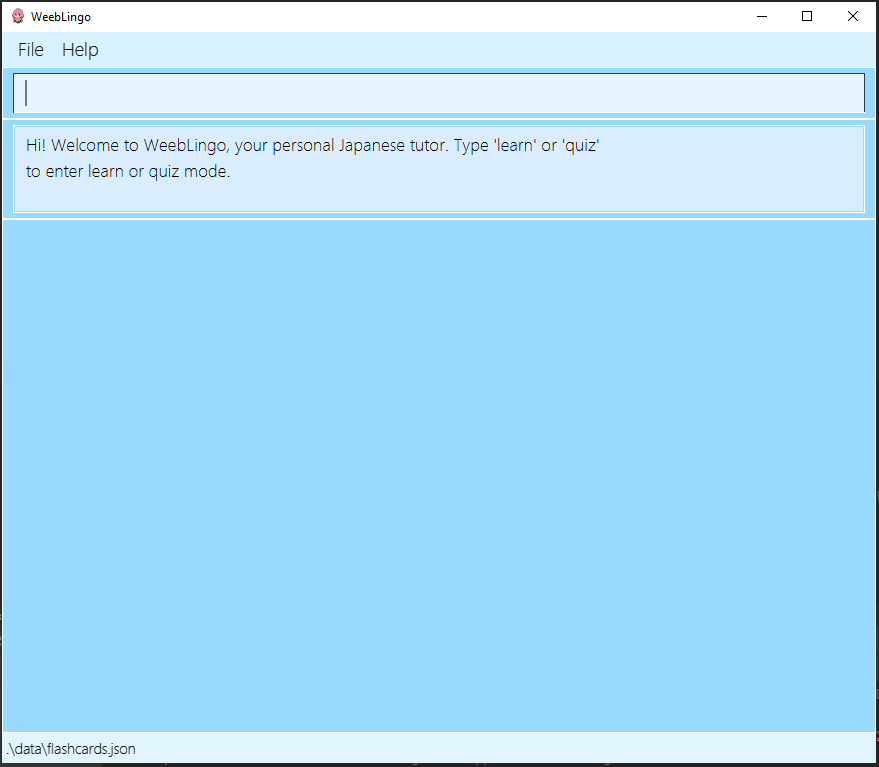 WeebLingo
File Help
Hi! Welcome to WeebLingo, your personal Japanese tutor. Type 'learn' or 'quiz'
to enter learn or quiz mode.
.\data\flashcards.json